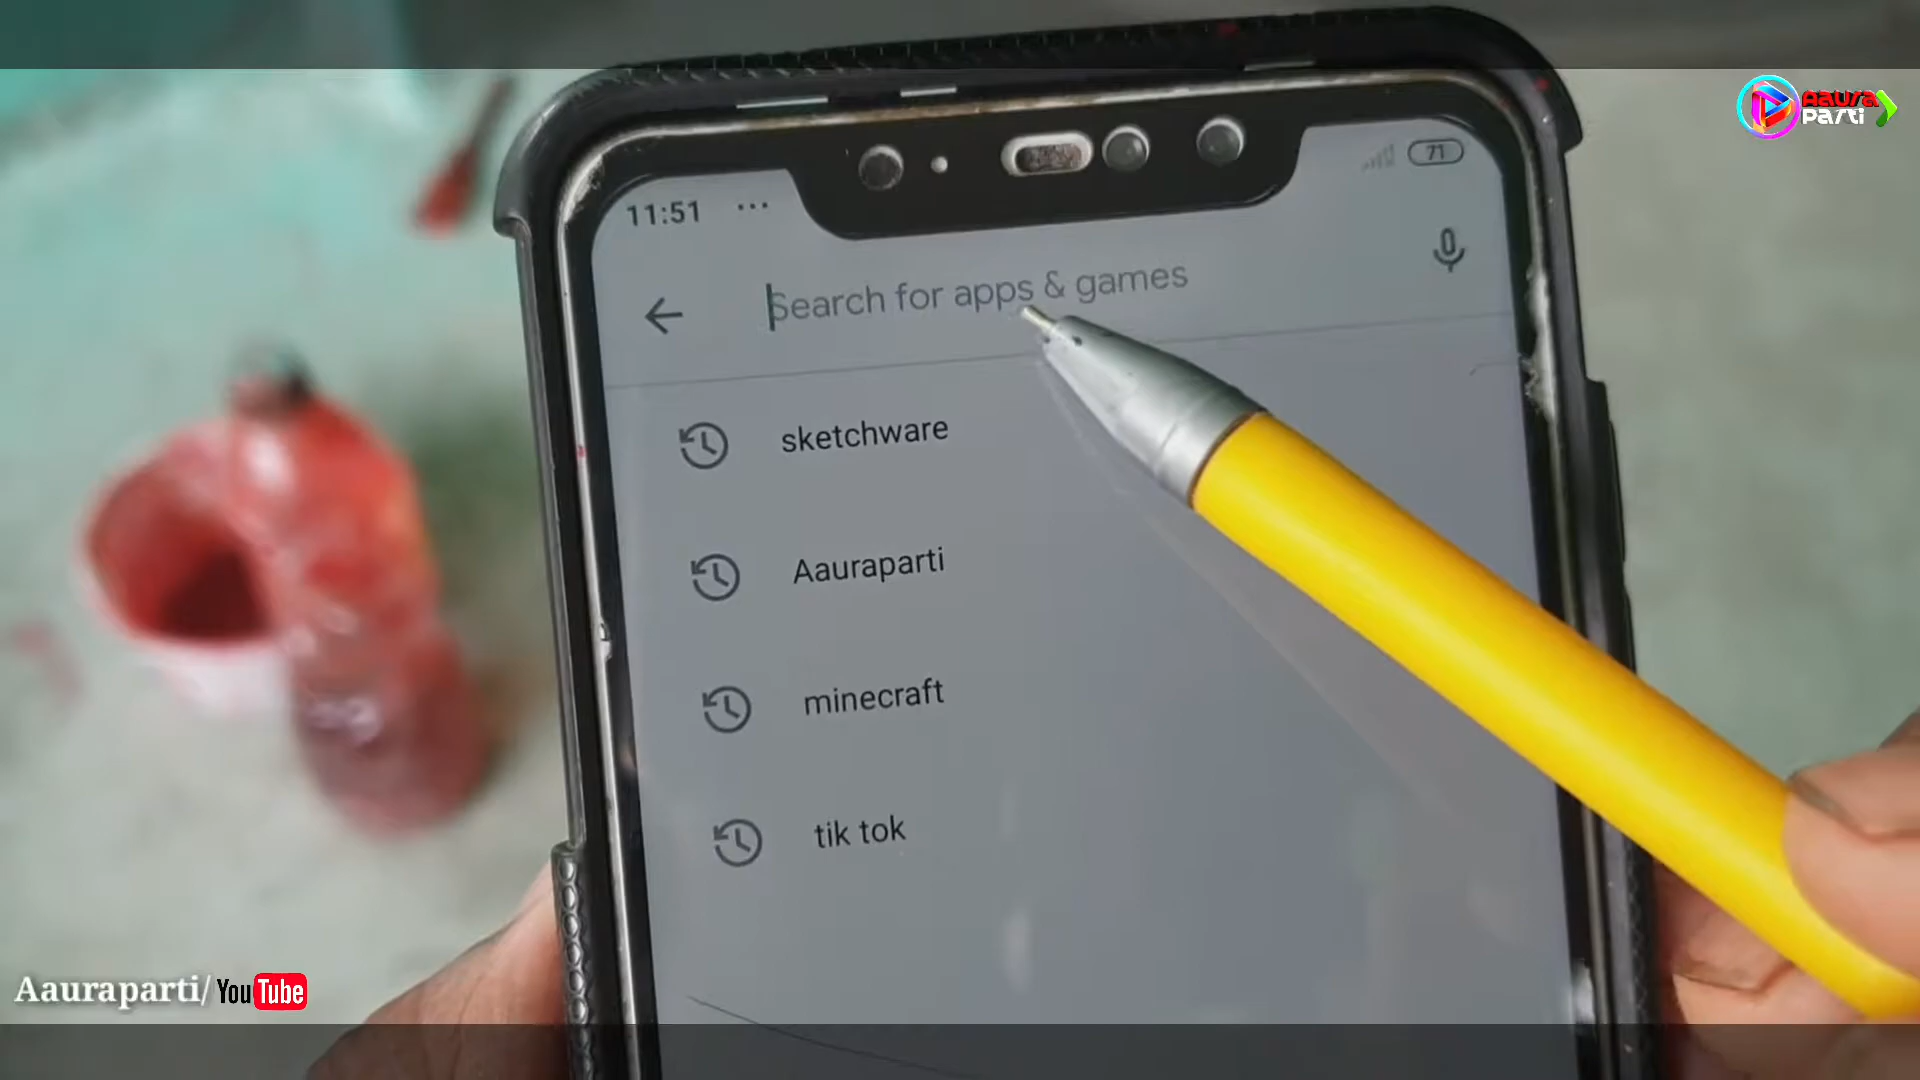 Aaura
Parti
11:51 ...
71
Search for apps & games
sketchware
Aauraparti
minecraft
tik tok
Aauraparti/YouTube